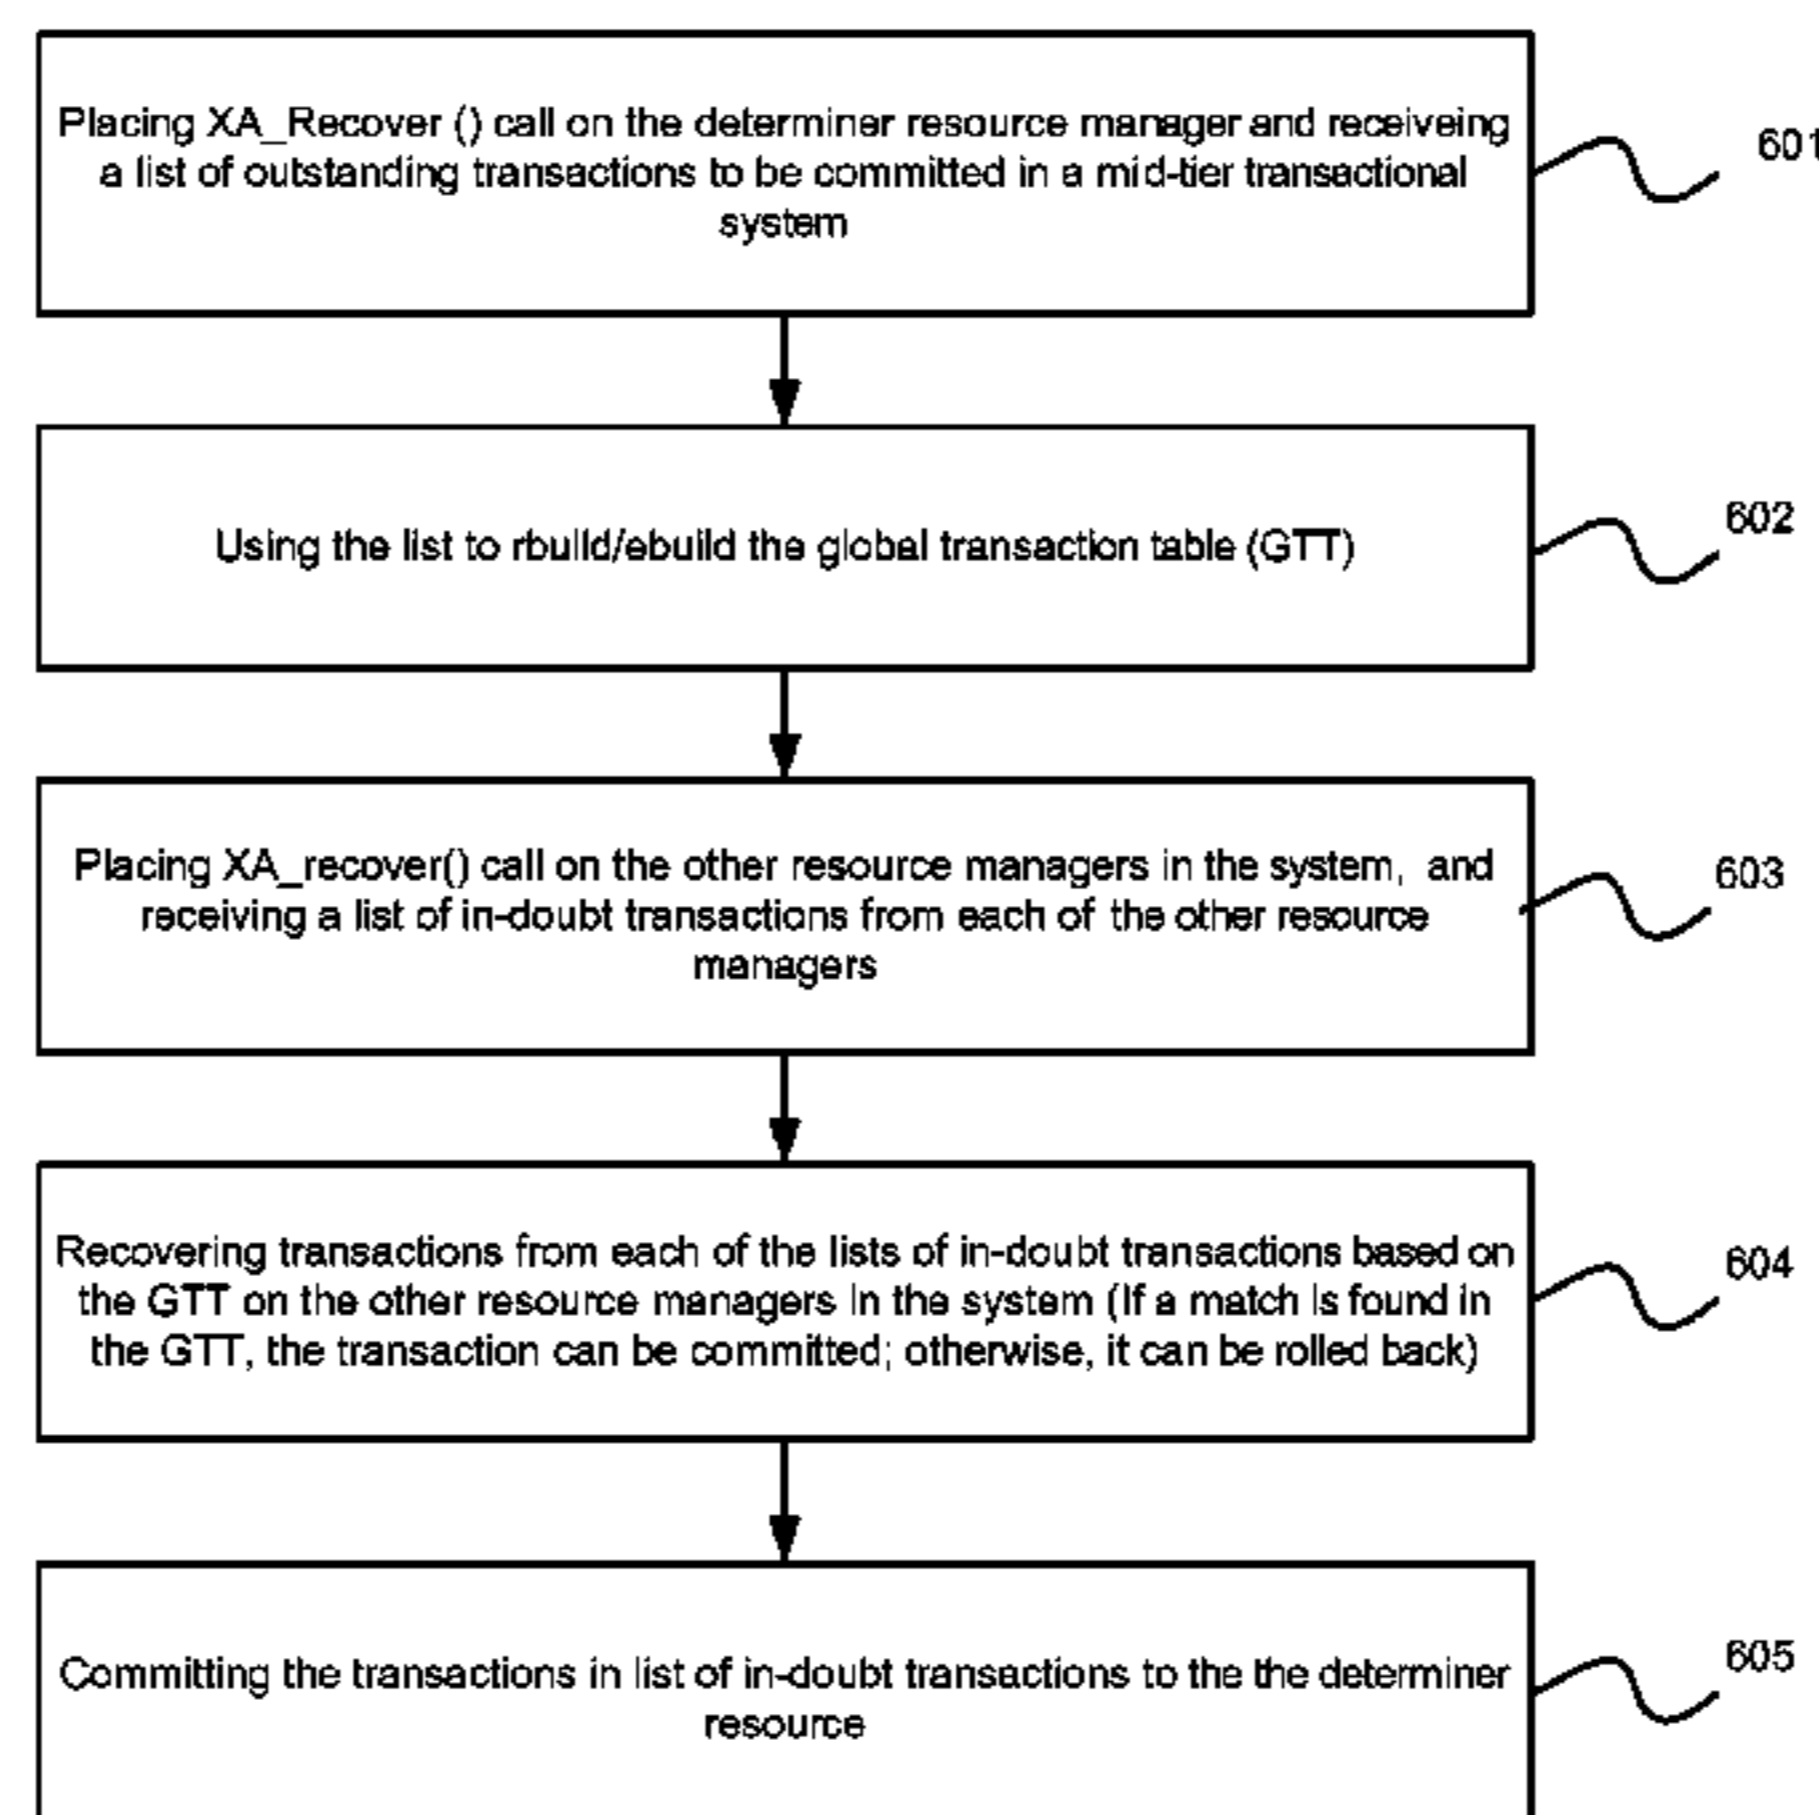 Placing XA_Recover () call on the determiner resource manager and receiveing
a list of outstanding transactions to be committed in a mid-tier transactional
system
601
Using the list to rbuild/ebuild the global transaction table (GTT)
602
Placing XA_recover() call on the other resource managers in the system, and
receiving a list of in-doubt transactions from each of the other resource
managers
603
Recovering transactions from each of the lists of in-doubt transactions based on
the GTT on the other resource managers in the system (If a match is found in
the GTT, the transaction can be committed; otherwise, it can be rolled back)
604
Committing the transactions in list of in-doubt transactions to the the determiner
resource
605